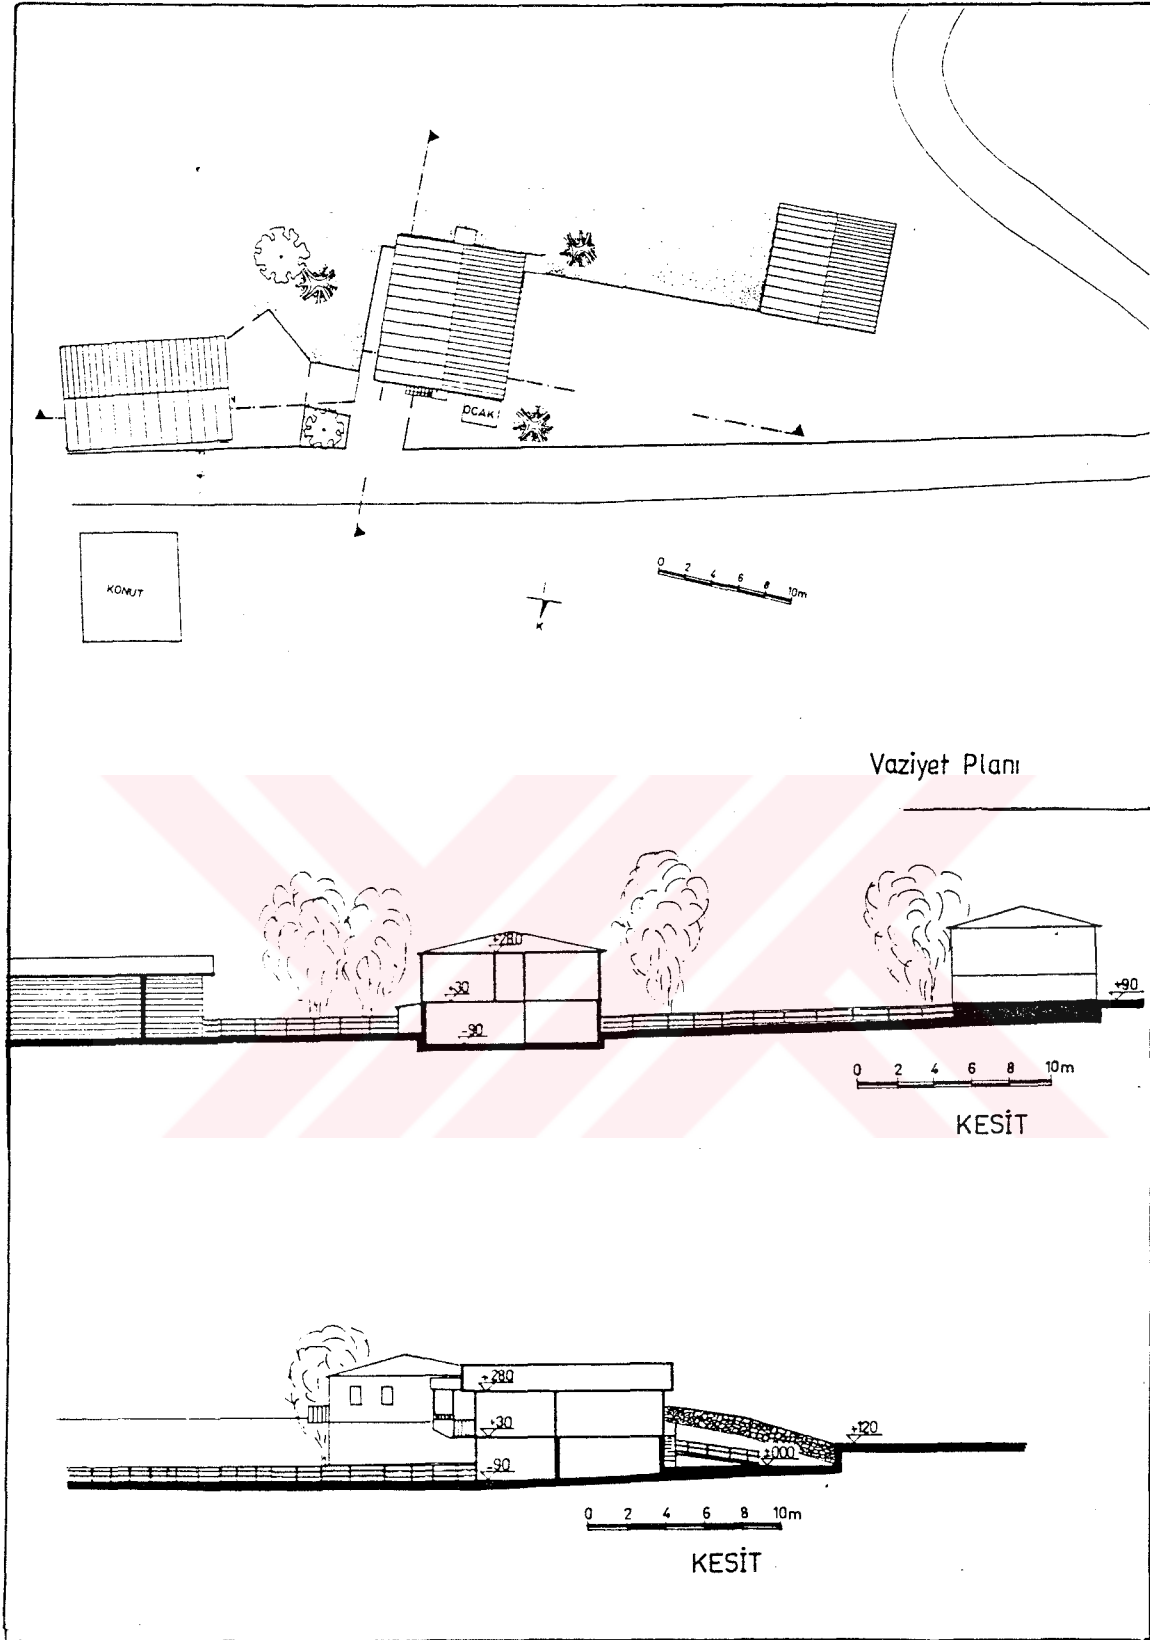 OCAK
KONUT
K
0 2 4 6 8 10m
Vaziyet Planı
+280
+30
-90
+90
0 2 4 6 8 10m
KESİT
+280
+30
+120
±000
-90
0 2 4 6 8 10m
KESİT